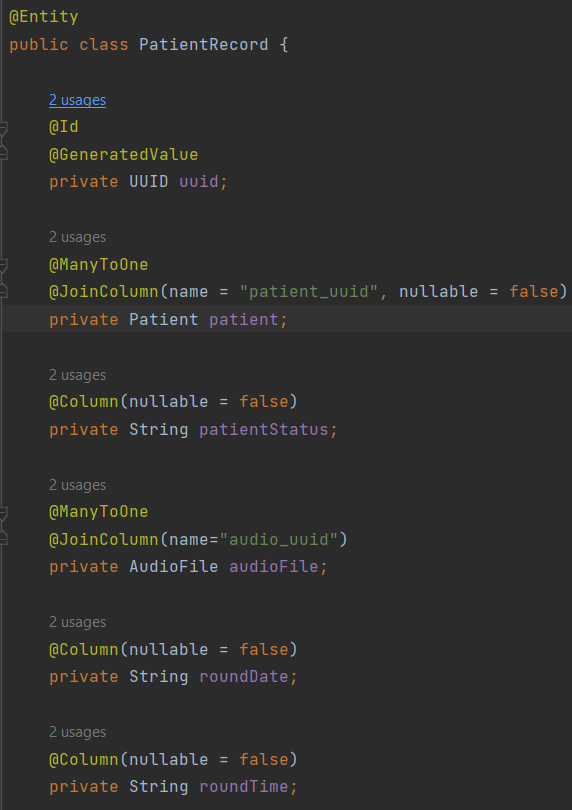 @Entity
public class PatientRecord {
2 usages
@Id
@GeneratedValue
private UUID uuid;
2 usages
@ManyToOne
@JoinColumn(name = "patient_uuid", nullable = false)
private Patient patient;
2 usages
@Column(nullable = false)
private String patientStatus;
2 usages
@ManyToOne
@JoinColumn(name="audio_uuid")
private AudioFile audioFile;
2 usages
@Column(nullable = false)
private String roundDate;
2 usages
@Column(nullable = false)
private String roundTime;